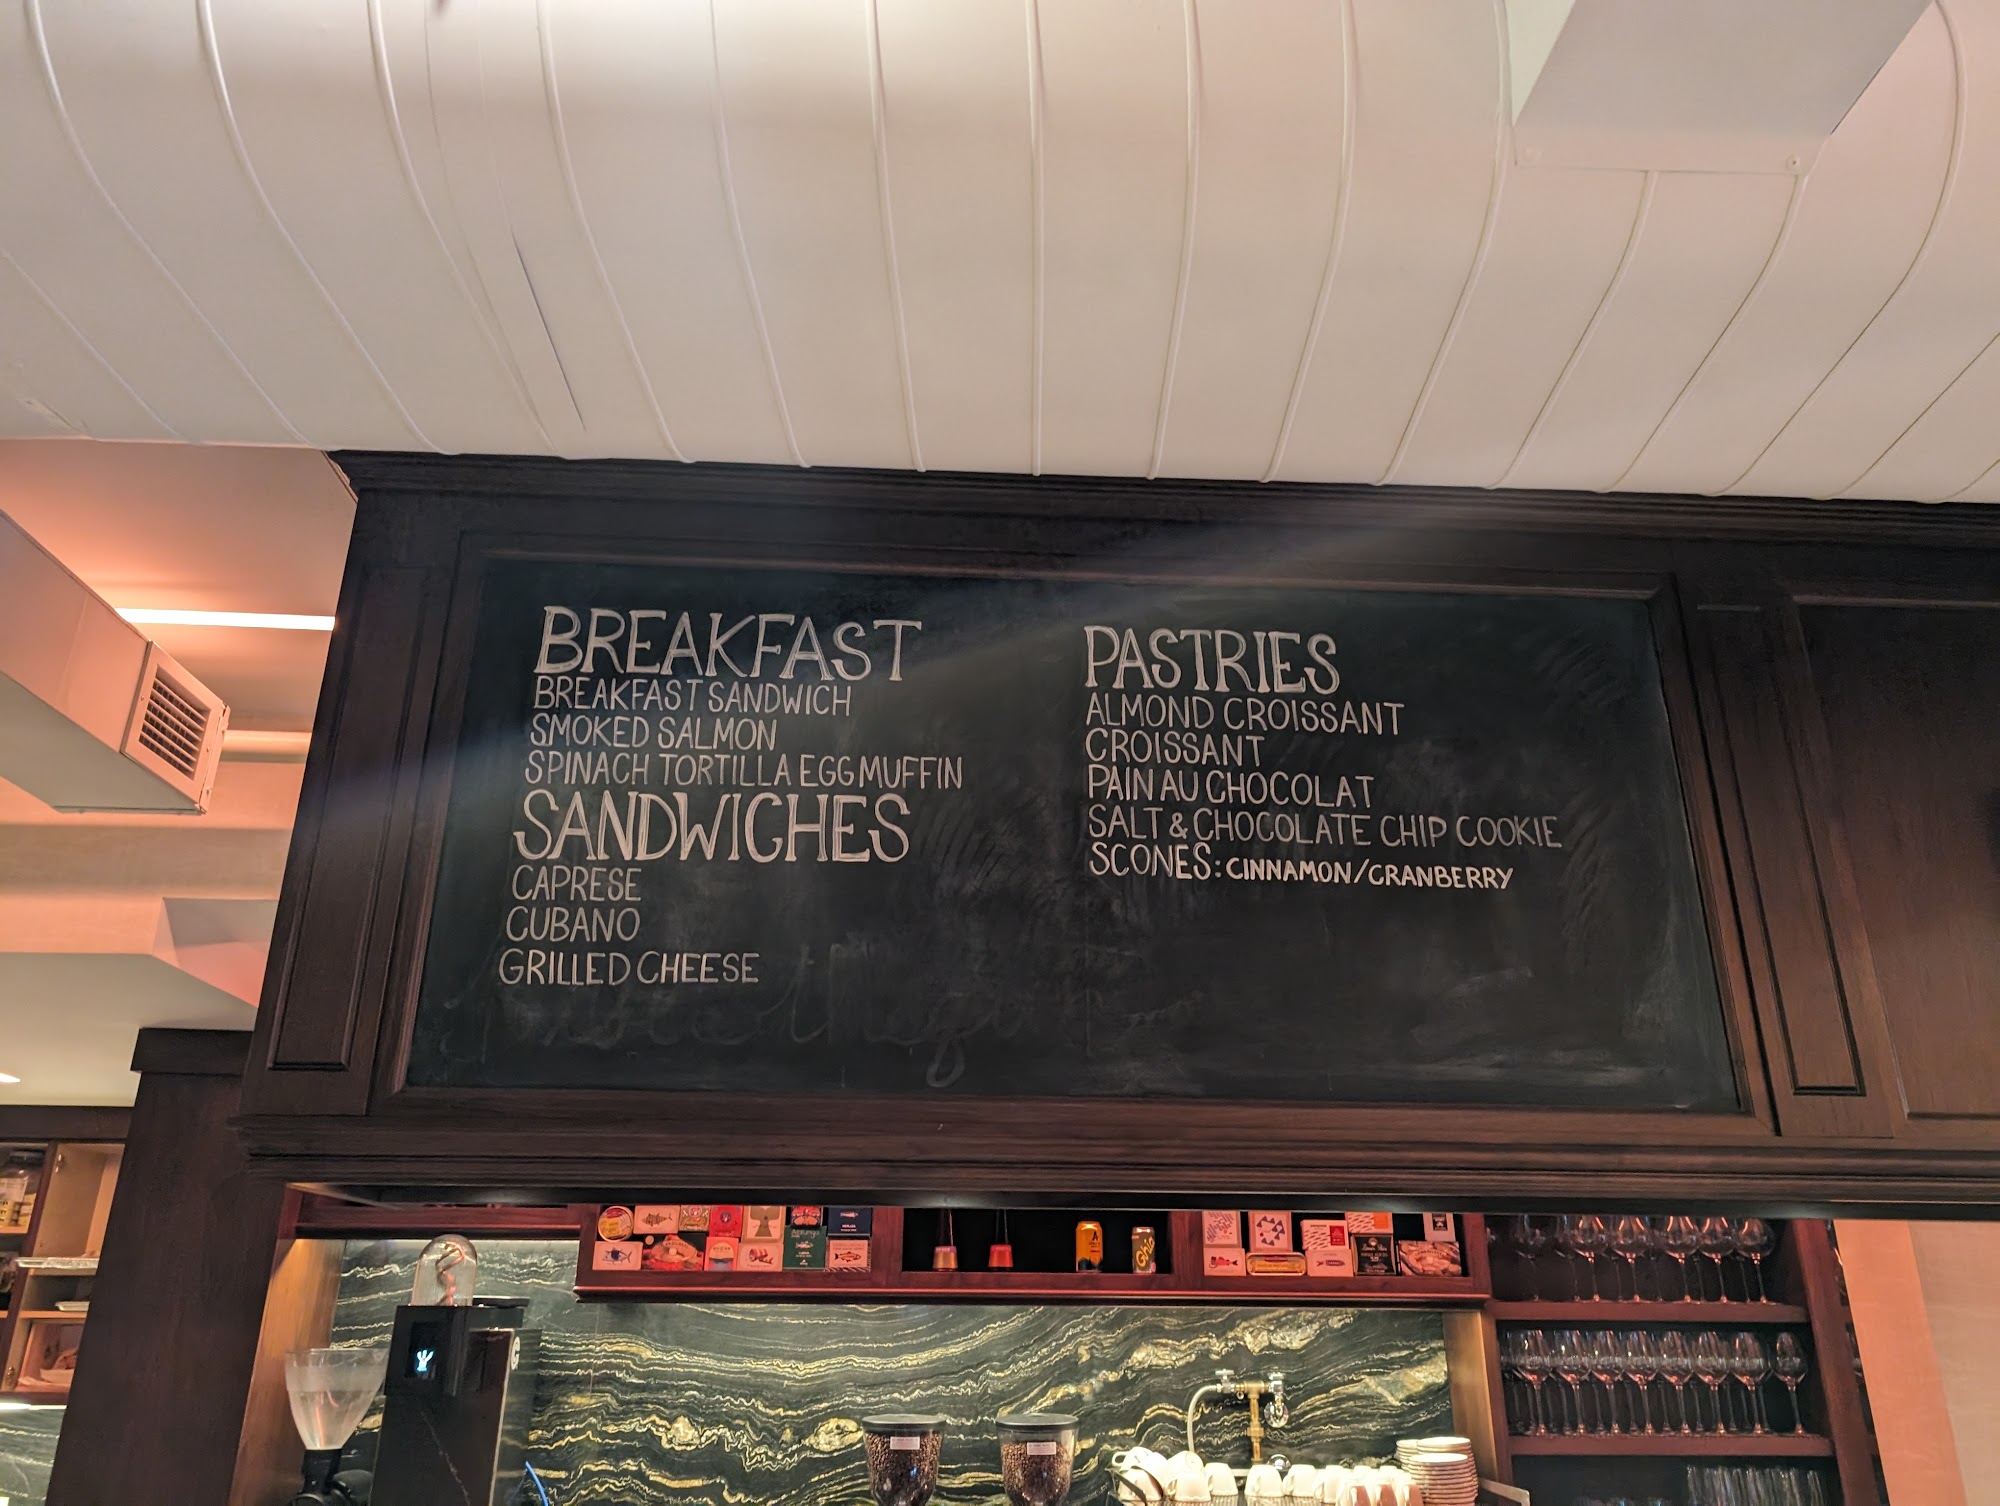 BREAKFAST
BREAKFAST SANDWICH
SMOKED SALMON
SPINACH TORTILLA EGG MUFFIN
SANDWICHES
CAPRESE
CUBANO
GRILLED CHEESE
PASTRIES
ALMOND CROISSANT
CROISSANT
PAIN AU CHOCOLAT
SALT & CHOCOLATE CHIP COOKIE
SCONES: CINNAMON/CRANBERRY